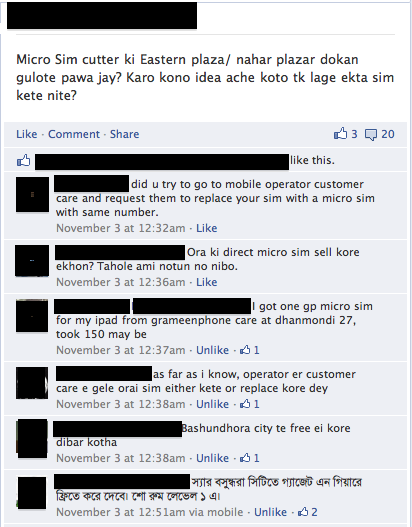 Micro Sim cutter ki Eastern plaza/ nahar plazar dokan
gulote pawa jay? Karo kono idea ache koto tk lage ekta sim
kete nite?
Like · Comment · Share
3 20
like this.
did u try to go to mobile operator customer
care and request them to replace your sim with a micro sim
with same number.
November 3 at 12:32am · Like
Ora ki direct micro sim sell kore
ekhon? Tahole ami notun no nibo.
November 3 at 12:36am · Like
I got one gp micro sim
for my ipad from grameenphone care at dhanmondi 27,
took 150 may be
November 3 at 12:37am · Unlike · 1
as far as i know, operator er customer
care e gele orai sim either kete or replace kore dey
November 3 at 12:38am · Unlike · 1
Bashundhora city te free ei kore
dibar kotha
November 3 at 12:38am · Unlike · 1
স্যার বসুন্ধরা সিটিতে গ্যাজেট এন গিয়ারে
ফ্রিতে করে দেবে। শো রুম লেভেল ১ এ।
November 3 at 12:51am via mobile · Unlike · 2